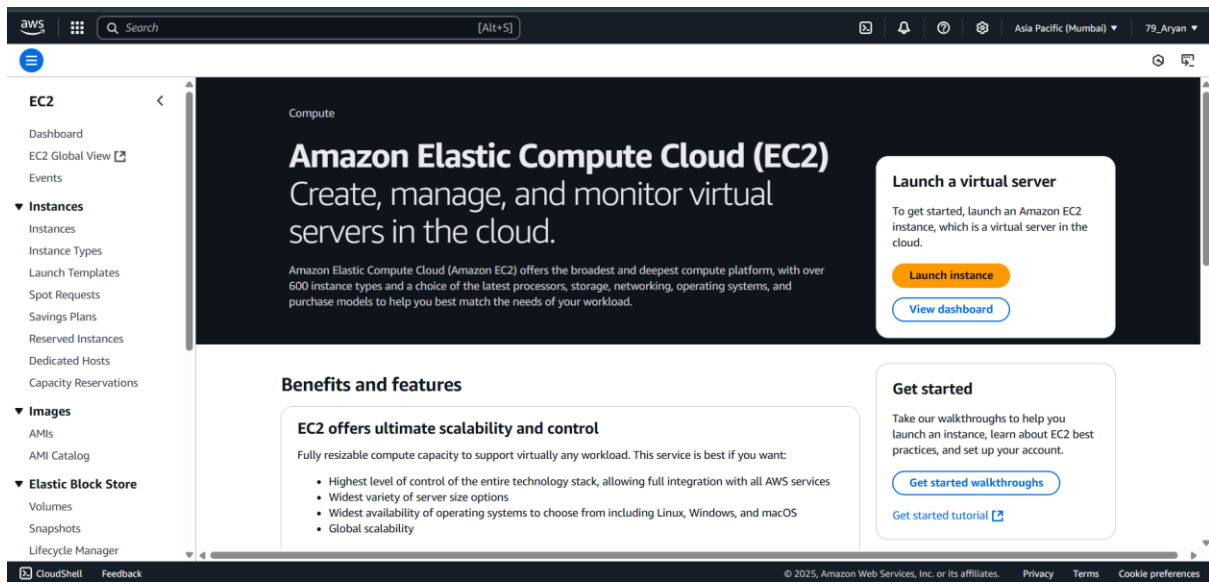 aws
Search
[Alt+S]
Asia Pacific (Mumbai)
79_Aryan
EC2
Dashboard
EC2 Global View
Events
Instances
Instances
Instance Types
Launch Templates
Spot Requests
Savings Plans
Reserved Instances
Dedicated Hosts
Capacity Reservations
Images
AMIs
AMI Catalog
Elastic Block Store
Volumes
Snapshots
Lifecycle Manager
Compute
Amazon Elastic Compute Cloud (EC2)
Create, manage, and monitor virtual
servers in the cloud.
Amazon Elastic Compute Cloud (Amazon EC2) offers the broadest and deepest compute platform, with over
600 instance types and a choice of the latest processors, storage, networking, operating systems, and
purchase models to help you best match the needs of your workload.
Launch a virtual server
To get started, launch an Amazon EC2
instance, which is a virtual server in the
cloud.
Launch instance
View dashboard
Benefits and features
EC2 offers ultimate scalability and control
Fully resizable compute capacity to support virtually any workload. This service is best if you want:
• Highest level of control of the entire technology stack, allowing full integration with all AWS services
• Widest variety of server size options
• Widest availability of operating systems to choose from including Linux, Windows, and macOS
• Global scalability
Get started
Take our walkthroughs to help you
launch an instance, learn about EC2 best
practices, and set up your account.
Get started walkthroughs
Get started tutorial
CloudShell
Feedback
© 2025, Amazon Web Services, Inc. or its affiliates.
Privacy
Terms
Cookie preferences